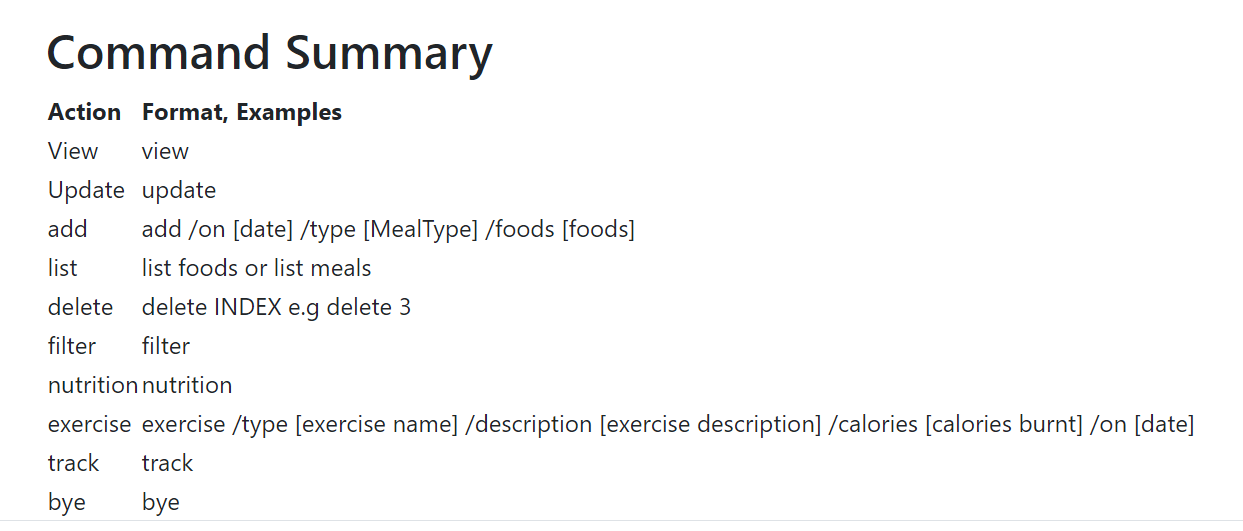 Command Summary
Action Format, Examples
View view
Update update
add add /on [date] /type [MealType] /foods [foods]
list list foods or list meals
delete delete INDEX e.g delete 3
filter filter
nutrition nutrition
exercise exercise /type [exercise name] /description [exercise description] /calories [calories burnt] /on [date]
track track
bye bye